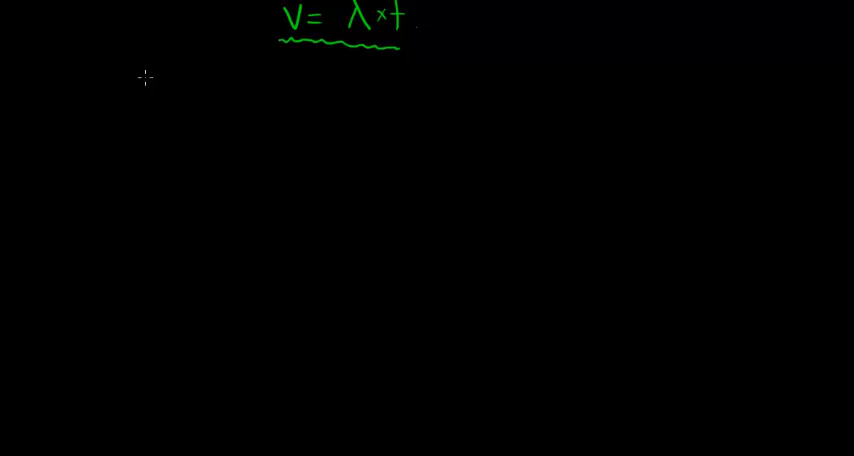 V = λ × f